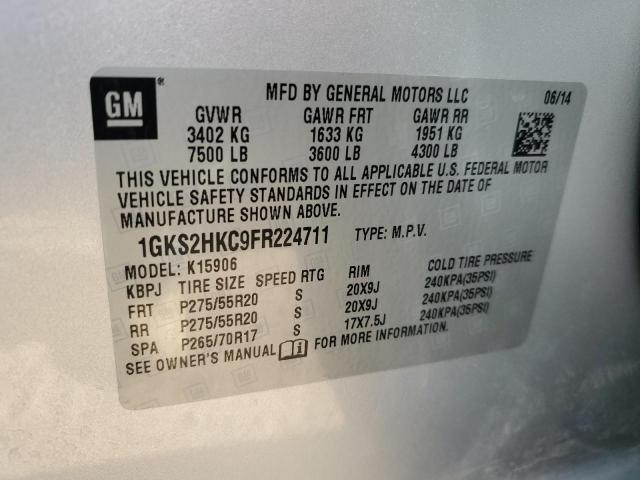 GM ®
MFD BY GENERAL MOTORS LLC 06/14
GVWR GAWR FRT GAWR RR
3402 KG 1633 KG 1951 KG
7500 LB 3600 LB 4300 LB
THIS VEHICLE CONFORMS TO ALL APPLICABLE U.S. FEDERAL MOTOR
VEHICLE SAFETY STANDARDS IN EFFECT ON THE DATE OF
MANUFACTURE SHOWN ABOVE.
1GKS2HKC9FR224711 TYPE: M.P.V.
MODEL: K15906
KBPJ TIRE SIZE SPEED RTG RIM COLD TIRE PRESSURE
FRT P275/55R20 S 20X9J 240KPA(35PSI)
RR P275/55R20 S 20X9J 240KPA(35PSI)
SPA P265/70R17 S 17X7.5J 240KPA(35PSI)
SEE OWNER'S MANUAL FOR MORE INFORMATION.